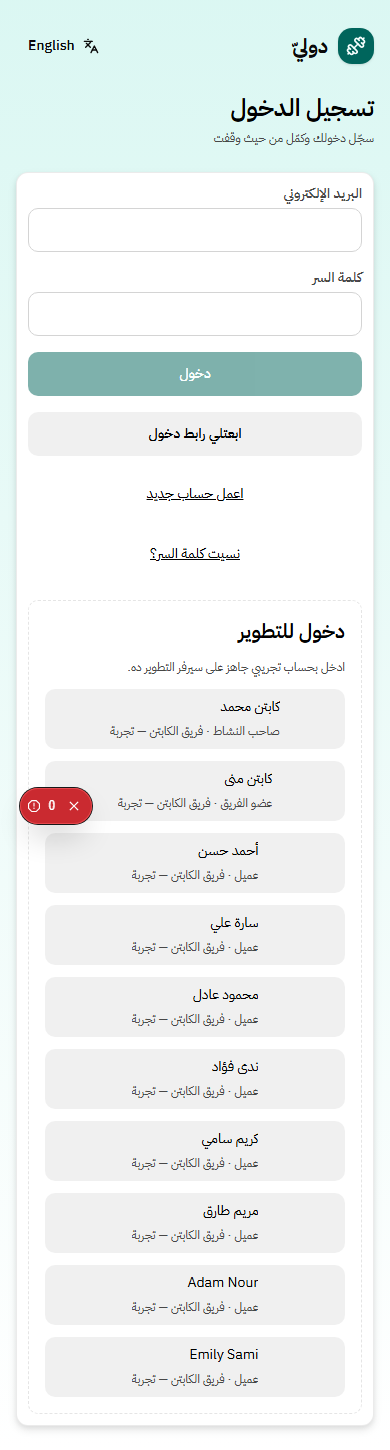 دوليّ
English
تسجيل الدخول
سجّل دخولك وكمّل من حيث وقفت
البريد الإلكتروني
كلمة السر
دخول
ابعتلي رابط دخول
اعمل حساب جديد
نسيت كلمة السر؟
دخول للتطوير
ادخل بحساب تجريبي جاهز على سيرفر التطوير ده.
كابتن محمد
صاحب النشاط · فريق الكابتن — تجربة
كابتن منى
عضو الفريق · فريق الكابتن — تجربة
0
أحمد حسن
عميل · فريق الكابتن — تجربة
سارة علي
عميل · فريق الكابتن — تجربة
محمود عادل
عميل · فريق الكابتن — تجربة
ندى فؤاد
عميل · فريق الكابتن — تجربة
كريم سامي
عميل · فريق الكابتن — تجربة
مريم طارق
عميل · فريق الكابتن — تجربة
Adam Nour
عميل · فريق الكابتن — تجربة
Emily Sami
عميل · فريق الكابتن — تجربة